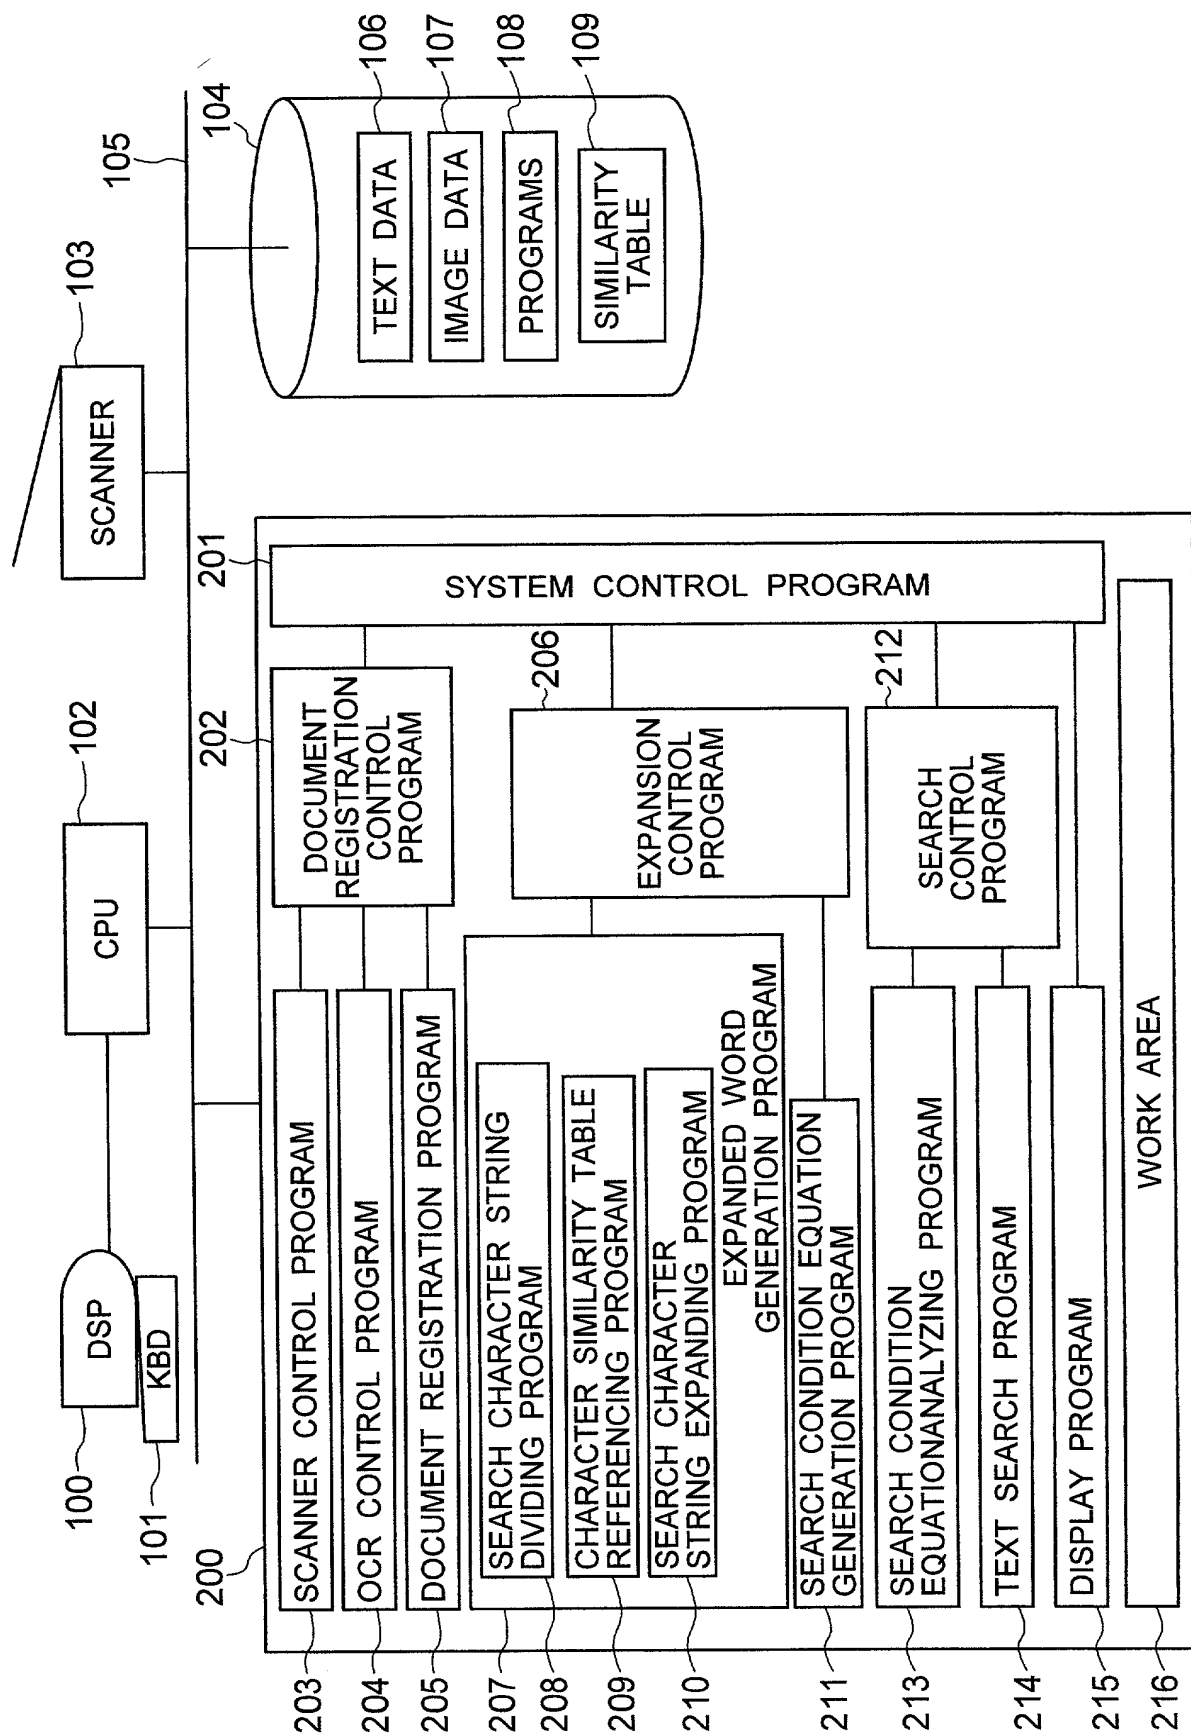 100
DSP
101
KBD
102
CPU
103
SCANNER
105
104
TEXT DATA
106
IMAGE DATA
107
PROGRAMS
108
SIMILARITY
TABLE
109
200
201
SYSTEM CONTROL PROGRAM
202
DOCUMENT
REGISTRATION
CONTROL
PROGRAM
203
SCANNER CONTROL PROGRAM
204
OCR CONTROL PROGRAM
205
DOCUMENT REGISTRATION PROGRAM
206
EXPANSION
CONTROL
PROGRAM
207
208
SEARCH CHARACTER STRING
DIVIDING PROGRAM
209
CHARACTER SIMILARITY TABLE
REFERENCING PROGRAM
210
SEARCH CHARACTER
STRING EXPANDING PROGRAM
EXPANDED WORD
GENERATION PROGRAM
211
SEARCH CONDITION EQUATION
GENERATION PROGRAM
212
SEARCH
CONTROL
PROGRAM
213
SEARCH CONDITION
EQUATIONANALYZING PROGRAM
214
TEXT SEARCH PROGRAM
215
DISPLAY PROGRAM
216
WORK AREA